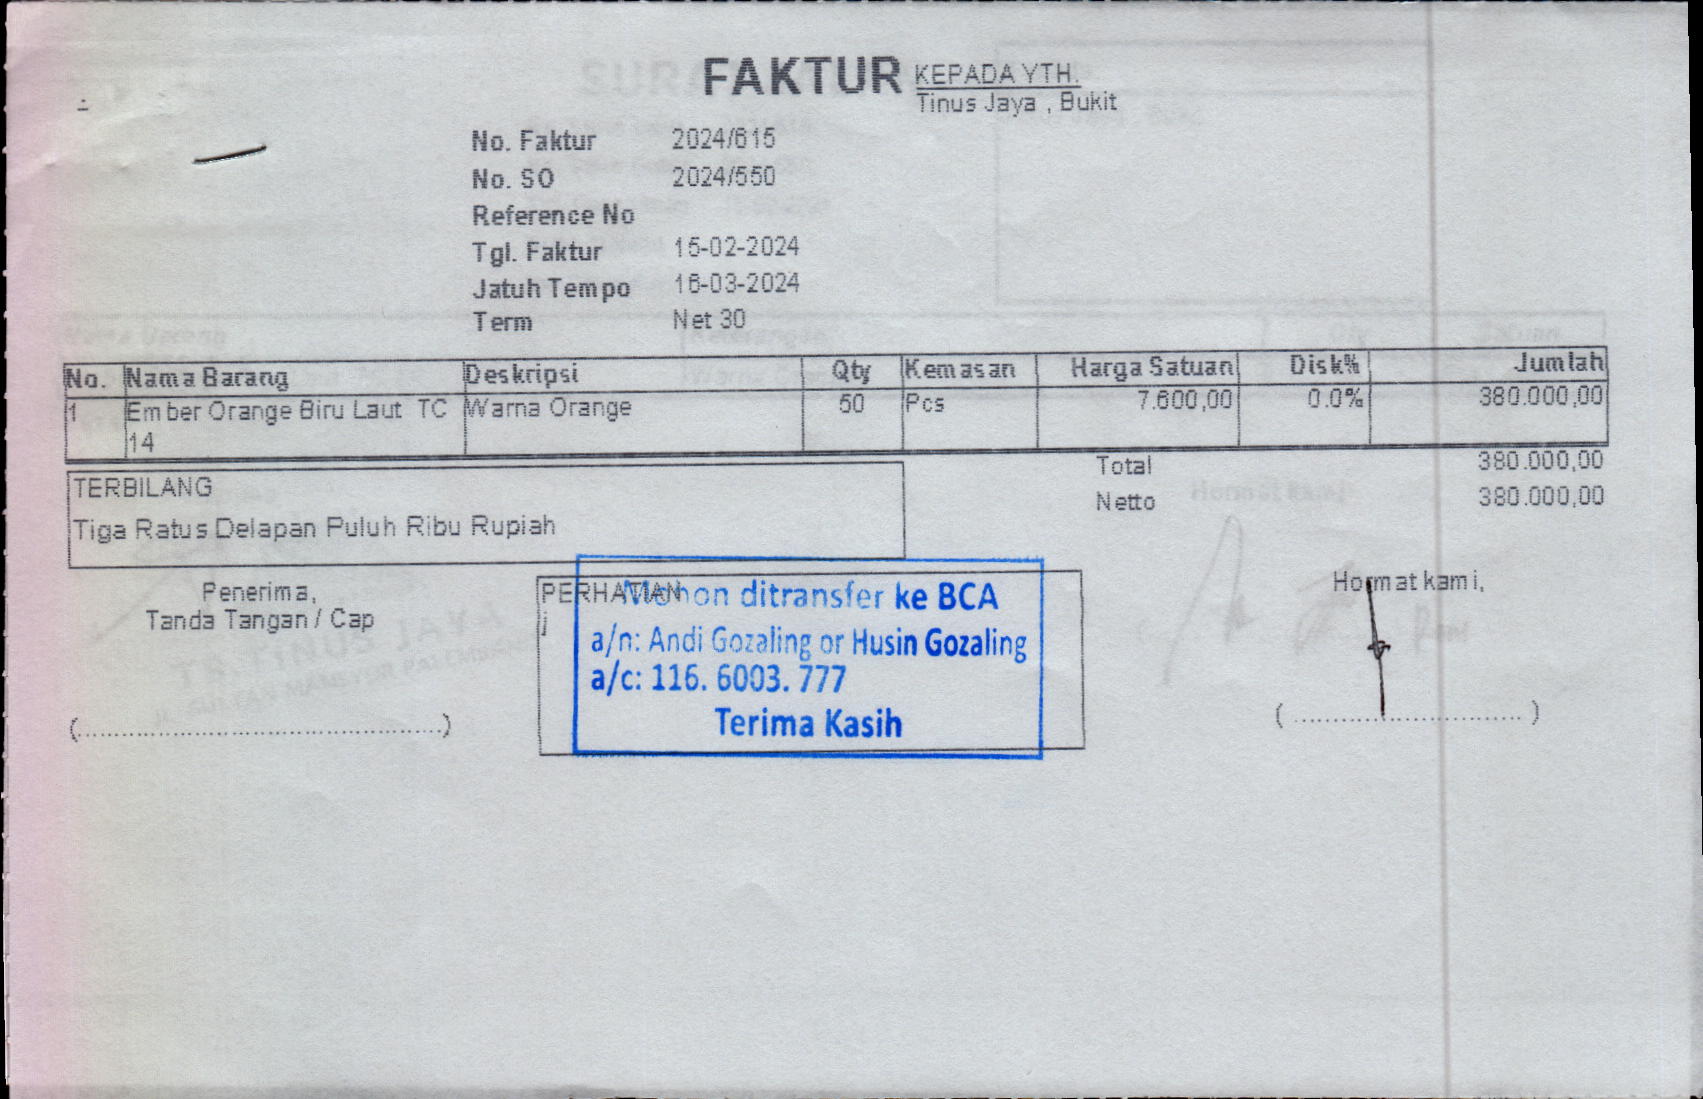 FAKTUR
KEPADA YTH.
Tinus Jaya , Bukit
No. Faktur 2024/615
No. SO 2024/550
Reference No
Tgl. Faktur 15-02-2024
Jatuh Tempo 16-03-2024
Term Net 30
No. Nama Barang Deskripsi Qty Kemasan Harga Satuan Disk% Jumlah
1 Ember Orange Biru Laut TC Warna Orange 50 Pcs 7.600,00 0.0% 380.000,00
14
Total 380.000,00
Netto 380.000,00
TERBILANG
Tiga Ratus Delapan Puluh Ribu Rupiah
Penerima,
Tanda Tangan / Cap
(...............................................)
PERHATIAN
Mohon ditransfer ke BCA
a/n: Andi Gozaling or Husin Gozaling
a/c: 116. 6003. 777
Terima Kasih
Hormat kami,
( ............................. )